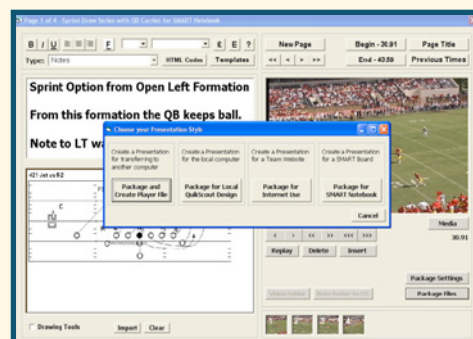 Page 1 of 4 - Sprint Draw Series with QB Carries for SMART Notebook
B I U F £ E ?
Type: Notes HTML Codes Templates
New Page Begin - 30.91 Page Title
<< < > >> End - 43.59 Previous Times
Sprint Option from Open Left Formation
From this formation the QB keeps ball.
Note to LT wa
Choose your Presentation Style
Create a Presentation for transferring to another computer
Create a Presentation for the local computer
Create a Presentation for a Team Website
Create a Presentation for a SMART Board
Package and Create Player File
Package for Local QuikScout Design
Package for Internet Use
Package for SMART Notebook
Cancel
421 Jet vs 52
C
Media
< > << >> <<< >>> 30.91
Replay Delete Insert
Package Settings
Package Files
Drawing Tools Import Clear